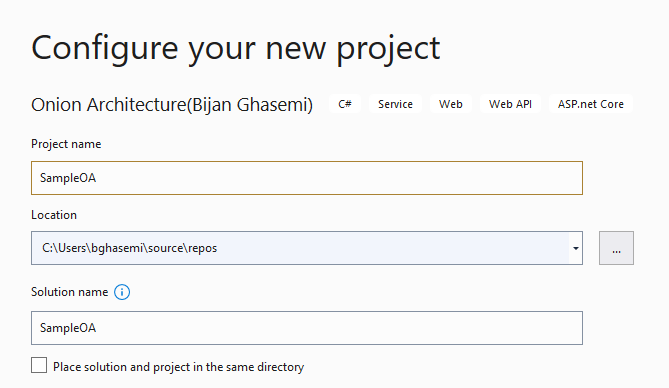 Configure your new project
Onion Architecture(Bijan Ghasemi) C# Service Web Web API ASP.net Core
Project name
SampleOA
Location
C:\Users\bghasemi\source\repos
...
Solution name
SampleOA
Place solution and project in the same directory